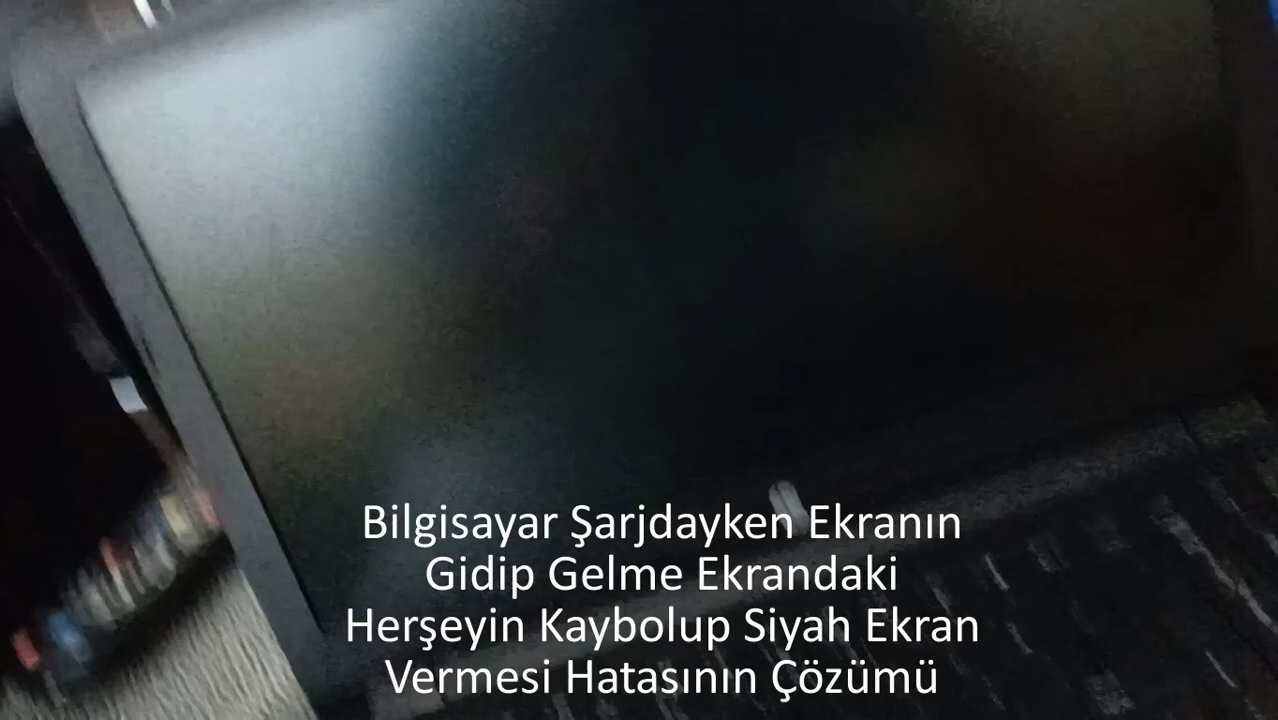 Bilgisayar Şarjdayken Ekranın
Gidip Gelme Ekrandaki
Herşeyin Kaybolup Siyah Ekran
Vermesi Hatasının Çözümü